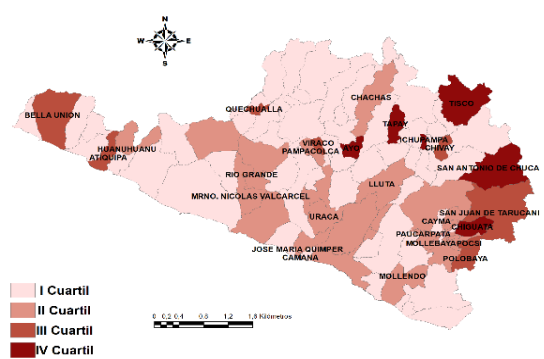 N
W E
S
CHACHAS
TISCO
BELLA UNION
QUECHUALLA
TAPAY
ICHUPAMPA
CHIVAY
HUANUHUANU
ATIQUIPA
VIRACO
PAMPACOLCA
AYO
SAN ANTONIO DE CHUCA
RIO GRANDE
LLUTA
MRNO. NICOLAS VALCARCEL
URACA
SAN JUAN DE TARUCANI
CAYMA
CHIGUATA
PAUCARPATA
MOLLEBAYA
POCSI
JOSE MARIA QUIMPER
CAMANA
POLOBAYA
MOLLENDO
I Cuartil
II Cuartil
III Cuartil
IV Cuartil
0 0,2 0,4 0,8 1,2 1,6 Kilómetros